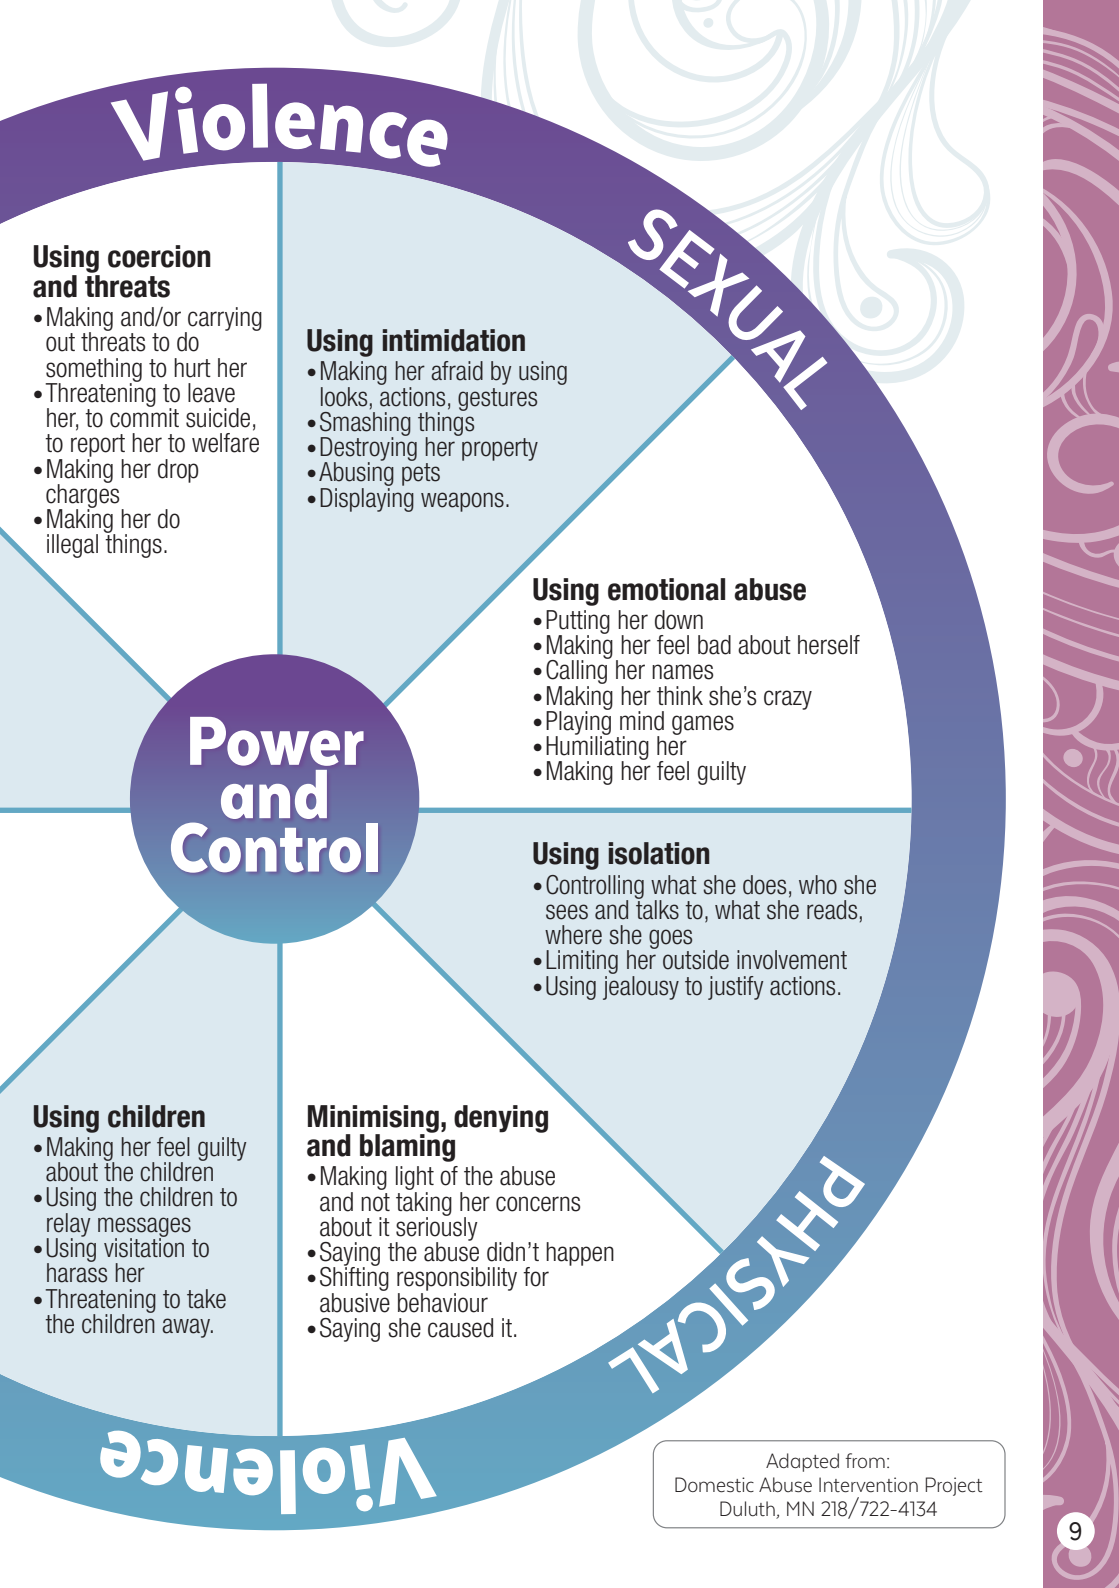 Violence
SEXUAL
Using coercion
and threats
•Making and/or carrying
out threats to do
something to hurt her
•Threatening to leave
her, to commit suicide,
to report her to welfare
•Making her drop
charges
•Making her do
illegal things.
Using intimidation
•Making her afraid by using
looks, actions, gestures
•Smashing things
•Destroying her property
•Abusing pets
•Displaying weapons.
Using emotional abuse
•Putting her down
•Making her feel bad about herself
•Calling her names
•Making her think she’s crazy
•Playing mind games
•Humiliating her
•Making her feel guilty
Power
and
Control
Using isolation
•Controlling what she does, who she
sees and talks to, what she reads,
where she goes
•Limiting her outside involvement
•Using jealousy to justify actions.
Using children
•Making her feel guilty
about the children
•Using the children to
relay messages
•Using visitation to
harass her
•Threatening to take
the children away.
Minimising, denying
and blaming
•Making light of the abuse
and not taking her concerns
about it seriously
•Saying the abuse didn’t happen
•Shifting responsibility for
abusive behaviour
•Saying she caused it.
PHYSICAL
Violence
Adapted from:
Domestic Abuse Intervention Project
Duluth, MN 218/722-4134
9